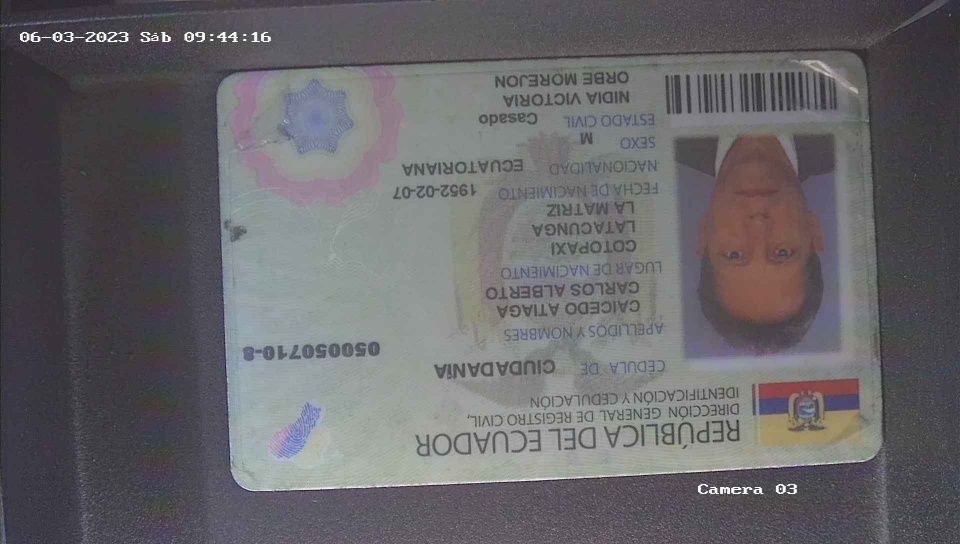 06-03-2023 Sáb 09:44:16
REPÚBLICA DEL ECUADOR
DIRECCIÓN GENERAL DE REGISTRO CIVIL,
IDENTIFICACIÓN Y CEDULACIÓN
CÉDULA DE CIUDADANÍA
050050710-8
APELLIDOS Y NOMBRES
CAICEDO ATIAGA
CARLOS ALBERTO
LUGAR DE NACIMIENTO
COTOPAXI
LATACUNGA
LA MATRIZ
FECHA DE NACIMIENTO 1952-02-07
NACIONALIDAD ECUATORIANA
SEXO M
ESTADO CIVIL Casado
NIDIA VICTORIA
ORBE MOREJON
Camera 03